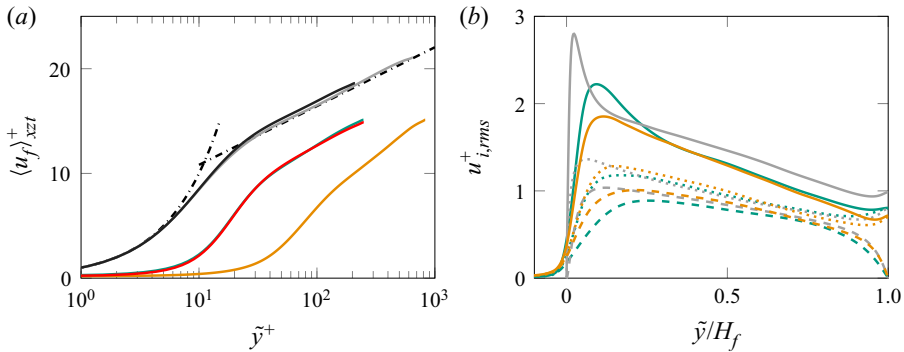 (a)
20
10
0
10⁰ 10¹ 10² 10³
ỹ⁺
⟨u_f⟩⁺_xzt
(b)
3
2
1
0
0 0.5 1.0
ỹ/H_f
u⁺_i,rms